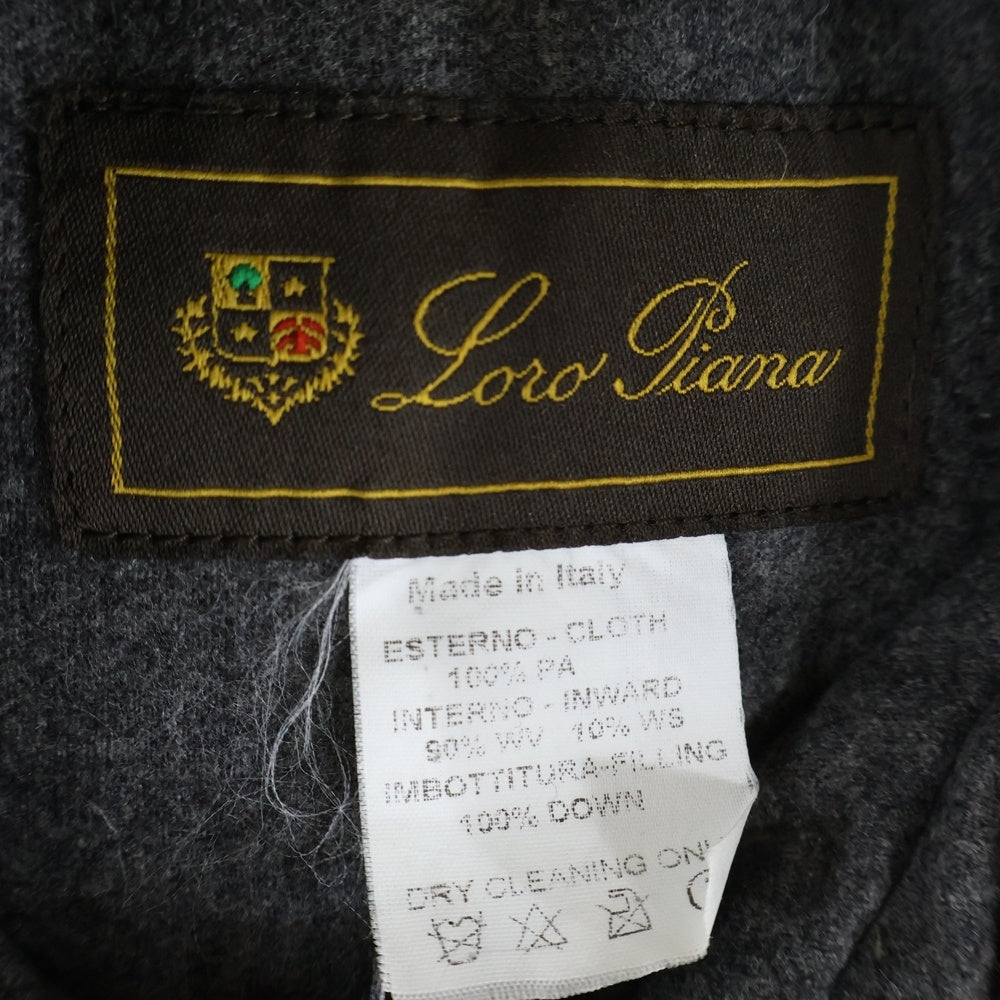 Loro Piana
Made in Italy
ESTERNO - CLOTH
100% PA
INTERNO - INWARD
90% WV 10% WS
IMBOTTITURA-FILLING
100% DOWN
DRY CLEANING ONL